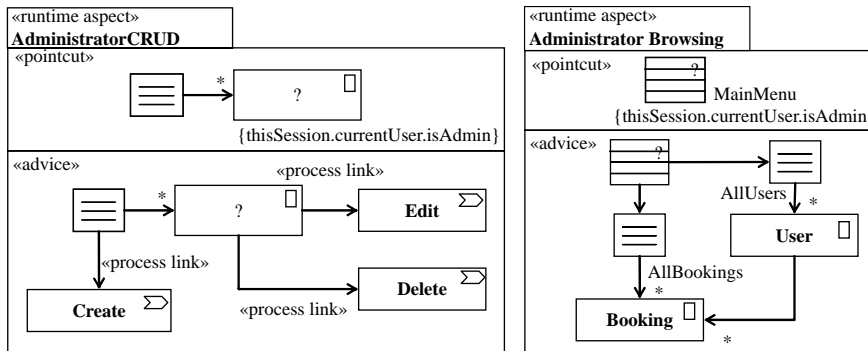 «runtime aspect»
AdministratorCRUD
«pointcut»
*
?
{thisSession.currentUser.isAdmin}
«advice»
«process link»
*
?
Edit
«process link»
Create
«process link»
Delete
«runtime aspect»
Administrator Browsing
«pointcut»
?
MainMenu
{thisSession.currentUser.isAdmin
«advice»
?
AllUsers
*
User
AllBookings
*
Booking
*